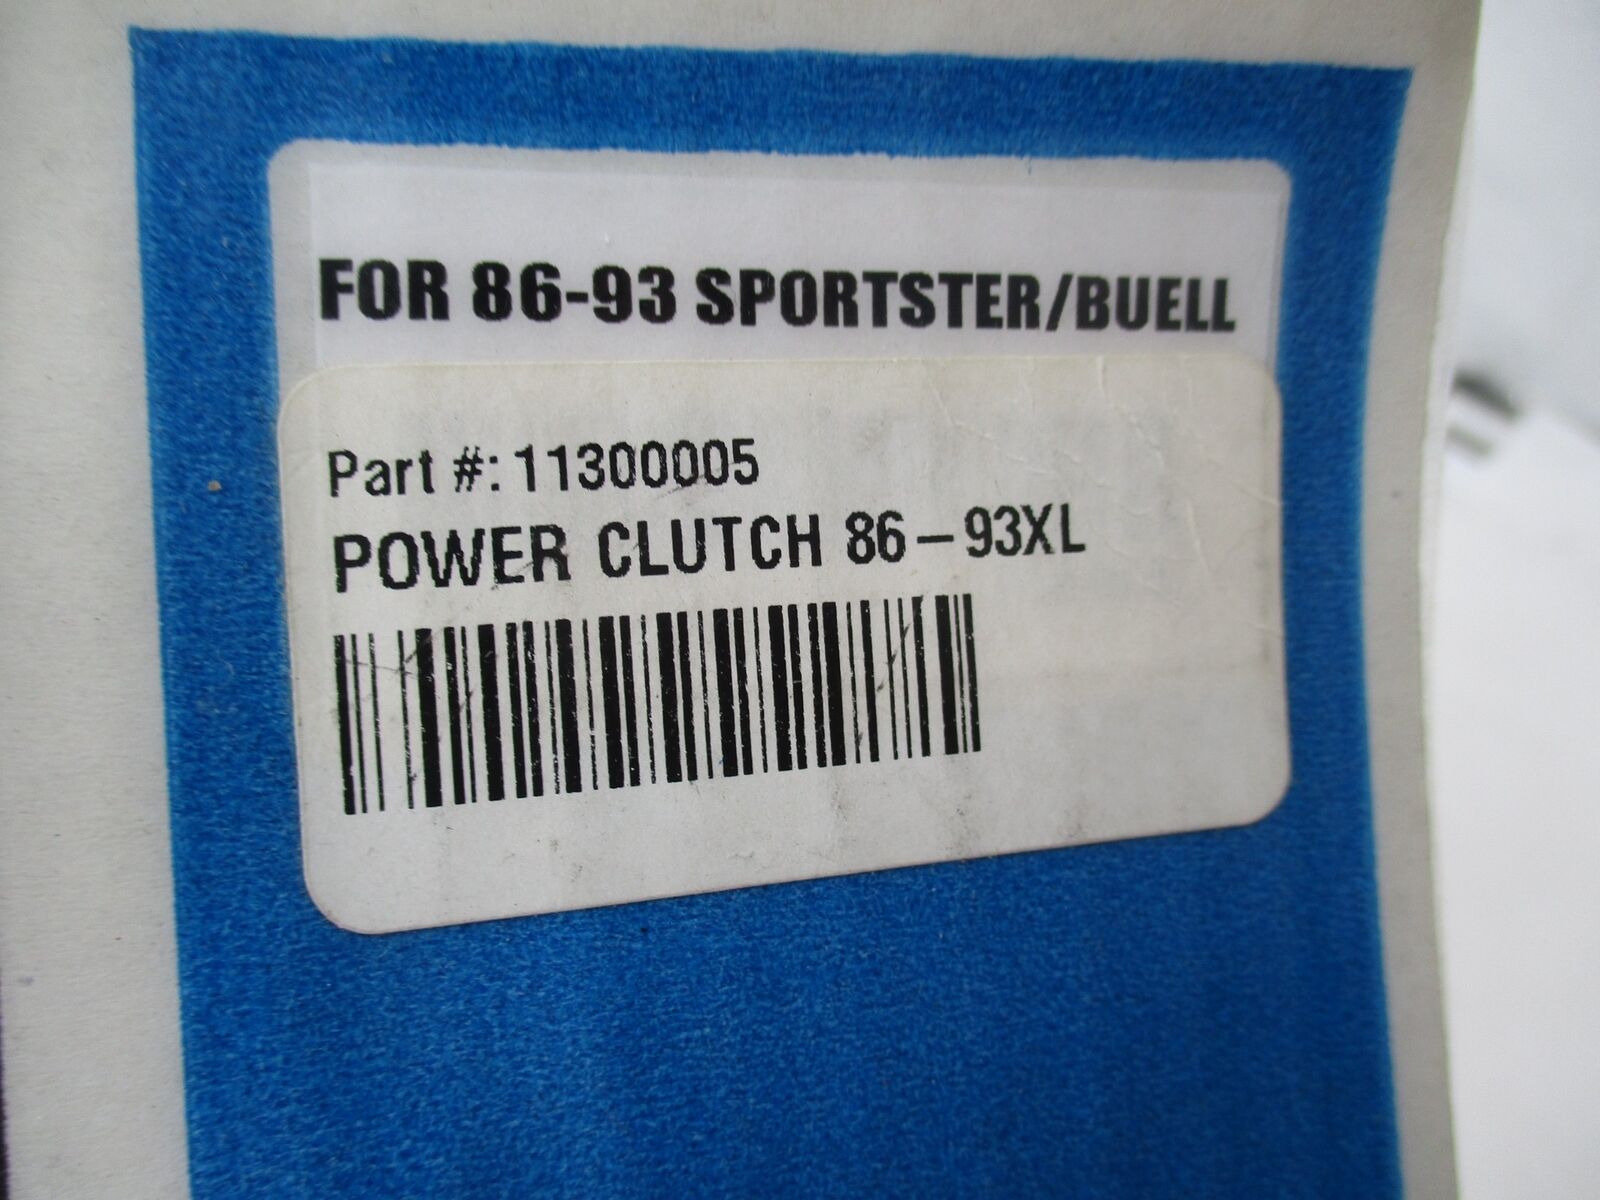 FOR 86-93 SPORTSTER/BUELL
Part #: 11300005
POWER CLUTCH 86-93XL